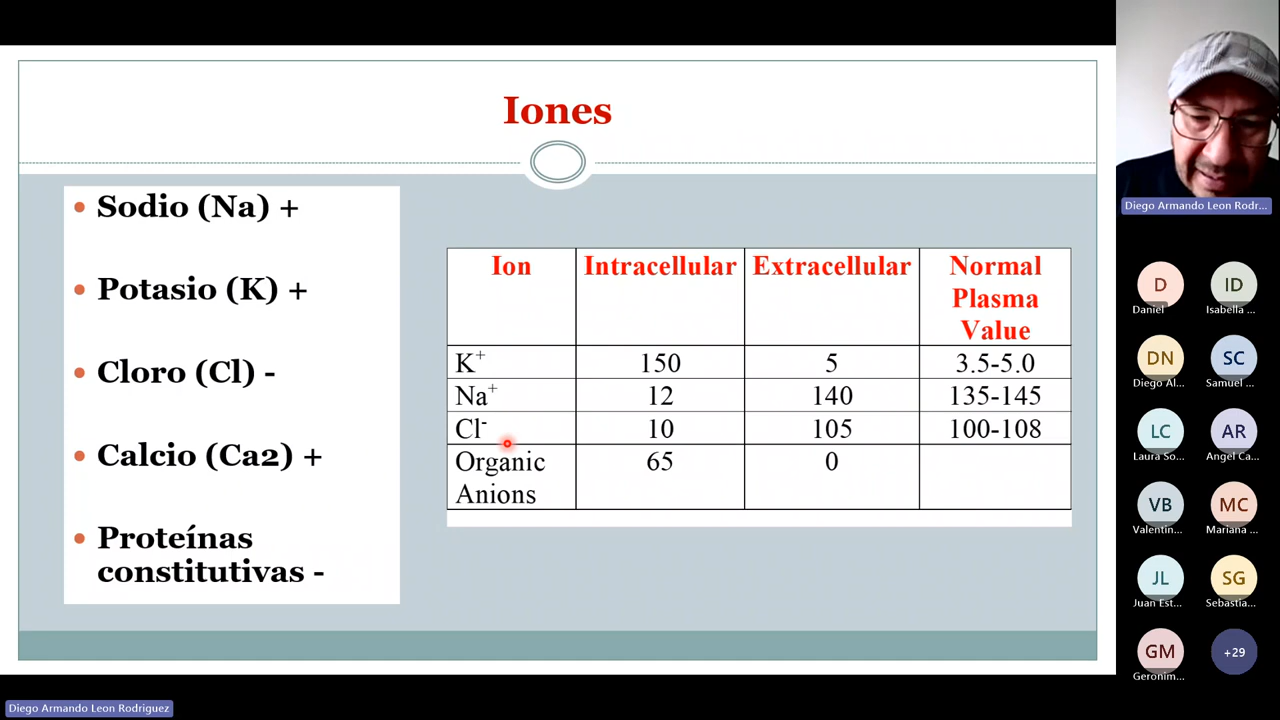 Iones
Sodio (Na) +
Potasio (K) +
Cloro (Cl) -
Calcio (Ca2) +
Proteínas
constitutivas -
Ion Intracellular Extracellular Normal
Plasma
Value
K+ 150 5 3.5-5.0
Na+ 12 140 135-145
Cl- 10 105 100-108
Organic 65 0
Anions
Diego Armando Leon Rodr...
D ID
Daniel Isabella ...
DN SC
Diego Al... Samuel ...
LC AR
Laura So... Angel Ca...
VB MC
Valentin... Mariana ...
JL SG
Juan Est... Sebastia...
GM +29
Geronim...
Diego Armando Leon Rodriguez